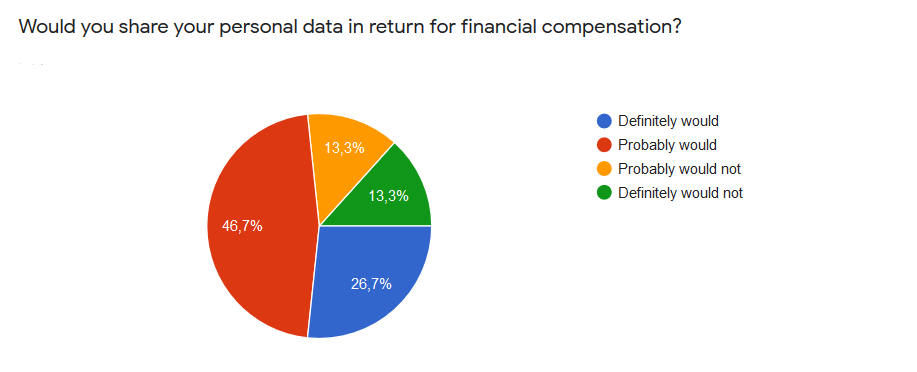 Would you share your personal data in return for financial compensation?
Definitely would
Probably would
Probably would not
Definitely would not
13,3%
13,3%
46,7%
26,7%